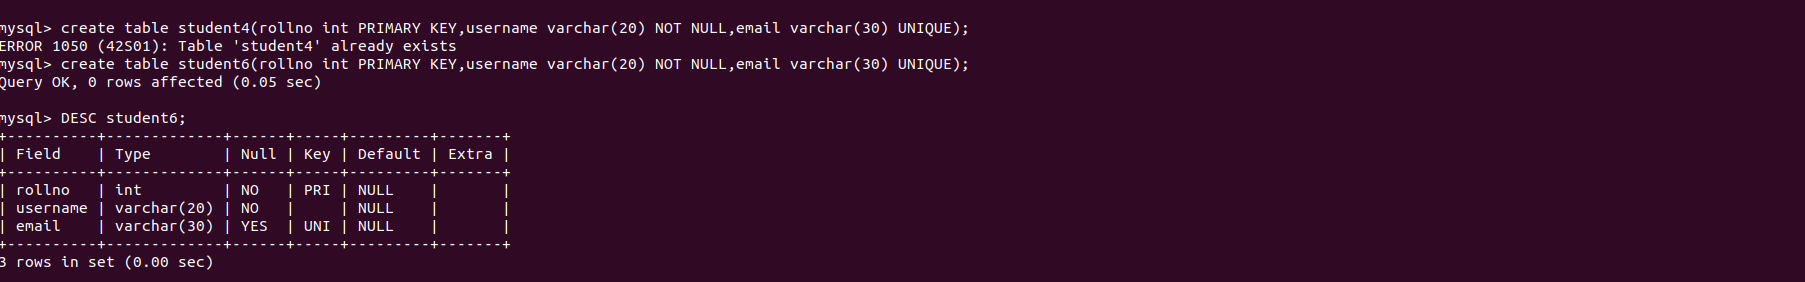 mysql> create table student4(rollno int PRIMARY KEY,username varchar(20) NOT NULL,email varchar(30) UNIQUE);
ERROR 1050 (42S01): Table 'student4' already exists
mysql> create table student6(rollno int PRIMARY KEY,username varchar(20) NOT NULL,email varchar(30) UNIQUE);
Query OK, 0 rows affected (0.05 sec)

mysql> DESC student6;
+----------+-------------+------+-----+---------+-------+
| Field    | Type        | Null | Key | Default | Extra |
+----------+-------------+------+-----+---------+-------+
| rollno   | int         | NO   | PRI | NULL    |       |
| username | varchar(20) | NO   |     | NULL    |       |
| email    | varchar(30) | YES  | UNI | NULL    |       |
+----------+-------------+------+-----+---------+-------+
3 rows in set (0.00 sec)